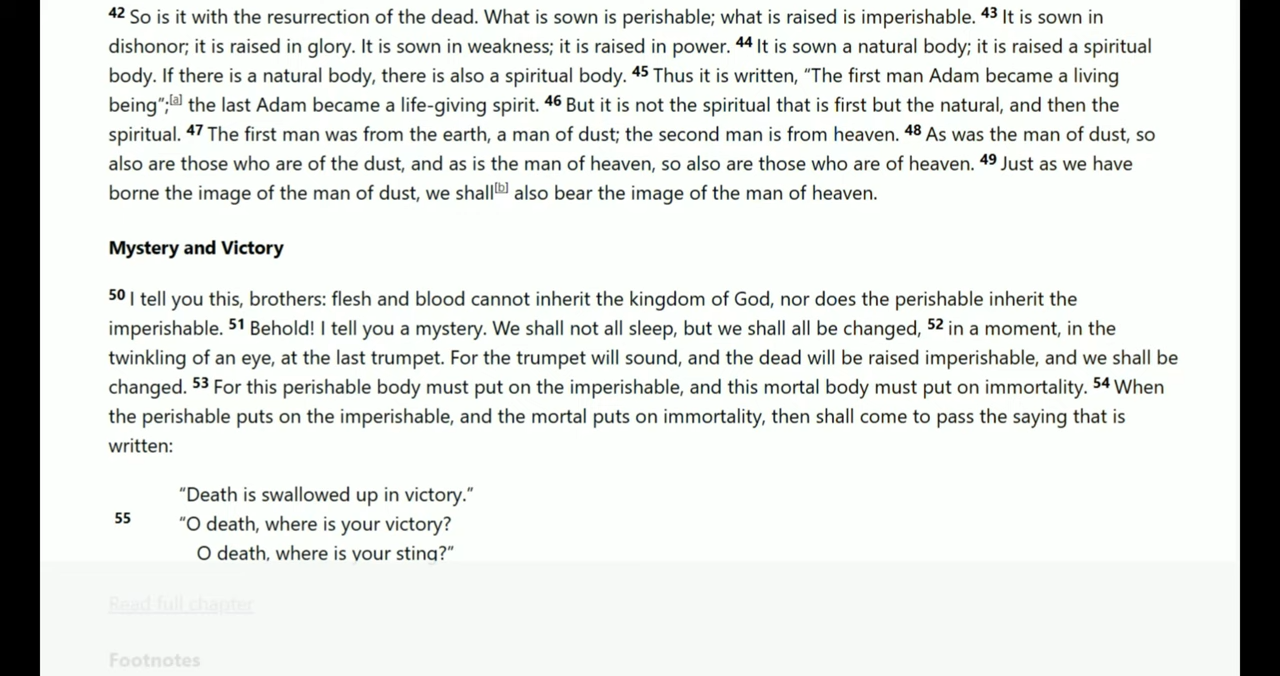 42 So is it with the resurrection of the dead. What is sown is perishable; what is raised is imperishable. 43 It is sown in
dishonor; it is raised in glory. It is sown in weakness; it is raised in power. 44 It is sown a natural body; it is raised a spiritual
body. If there is a natural body, there is also a spiritual body. 45 Thus it is written, “The first man Adam became a living
being”;[a] the last Adam became a life-giving spirit. 46 But it is not the spiritual that is first but the natural, and then the
spiritual. 47 The first man was from the earth, a man of dust; the second man is from heaven. 48 As was the man of dust, so
also are those who are of the dust, and as is the man of heaven, so also are those who are of heaven. 49 Just as we have
borne the image of the man of dust, we shall[b] also bear the image of the man of heaven.
Mystery and Victory
50 I tell you this, brothers: flesh and blood cannot inherit the kingdom of God, nor does the perishable inherit the
imperishable. 51 Behold! I tell you a mystery. We shall not all sleep, but we shall all be changed, 52 in a moment, in the
twinkling of an eye, at the last trumpet. For the trumpet will sound, and the dead will be raised imperishable, and we shall be
changed. 53 For this perishable body must put on the imperishable, and this mortal body must put on immortality. 54 When
the perishable puts on the imperishable, and the mortal puts on immortality, then shall come to pass the saying that is
written:
“Death is swallowed up in victory.”
55 “O death, where is your victory?
O death, where is your sting?”
Read full chapter
Footnotes